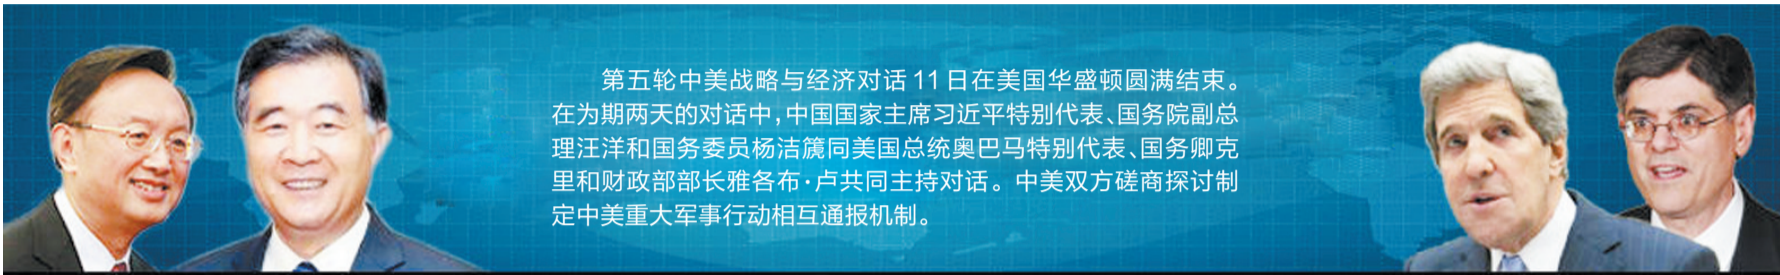 第五轮中美战略与经济对话11日在美国华盛顿圆满结束。
在为期两天的对话中,中国国家主席习近平特别代表、国务院副总
理汪洋和国务委员杨洁篪同美国总统奥巴马特别代表、国务卿克
里和财政部部长雅各布·卢共同主持对话。中美双方磋商探讨制
定中美重大军事行动相互通报机制。